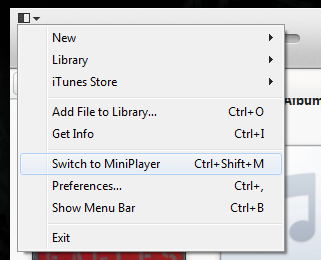 New
Library
iTunes Store
Add File to Library... Ctrl+O
Get Info Ctrl+I
Switch to MiniPlayer Ctrl+Shift+M
Preferences... Ctrl+,
Show Menu Bar Ctrl+B
Exit
Album